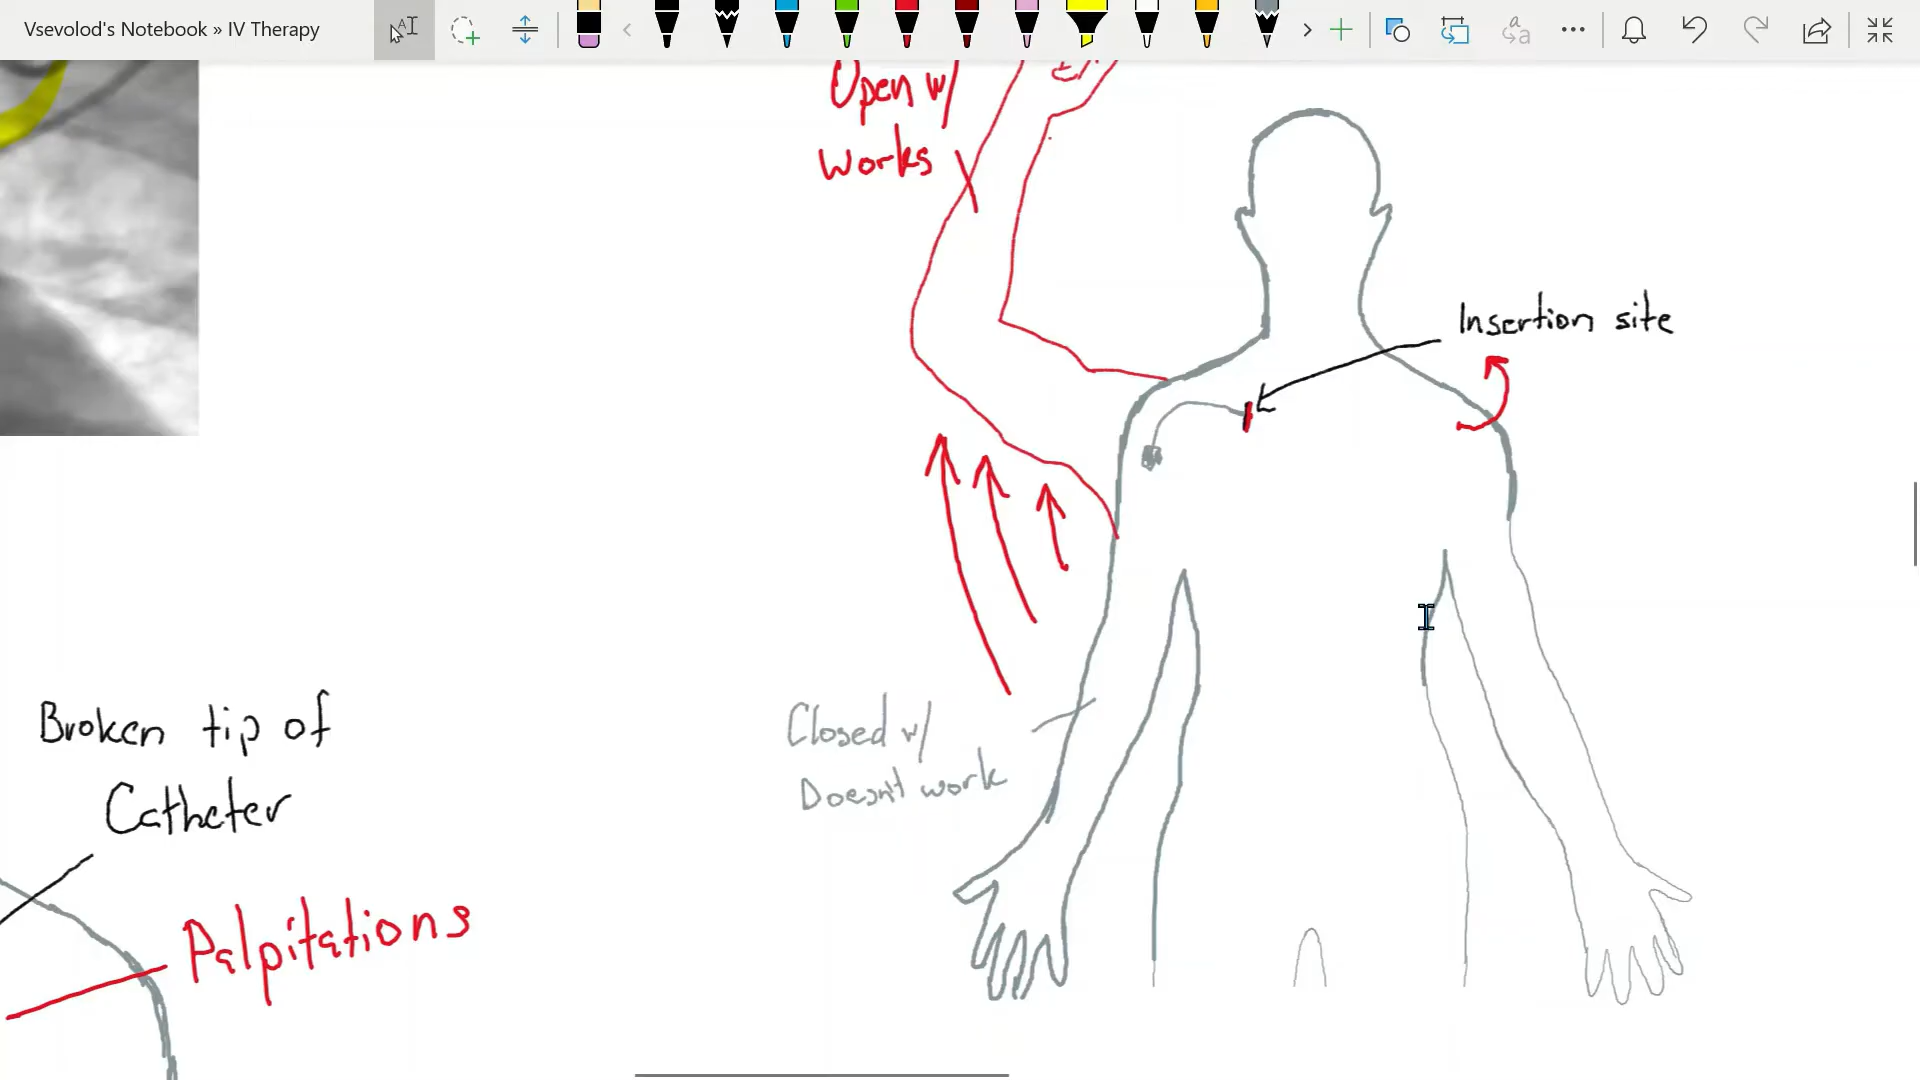 Vsevolod's Notebook » IV Therapy
Open w/
Works
Insertion site
Closed w/
Doesn't work
Broken tip of
Catheter
Palpitations